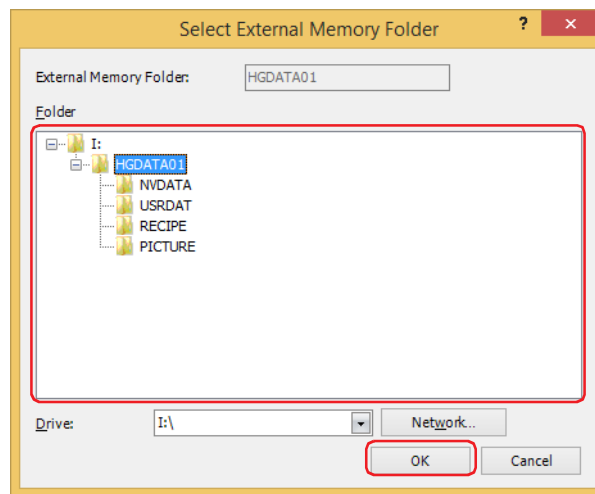 Select External Memory Folder ? ×
External Memory Folder: HGDATA01
Folder
I:
HGDATA01
NVDATA
USRDAT
RECIPE
PICTURE
Drive: I:\ Network...
OK Cancel